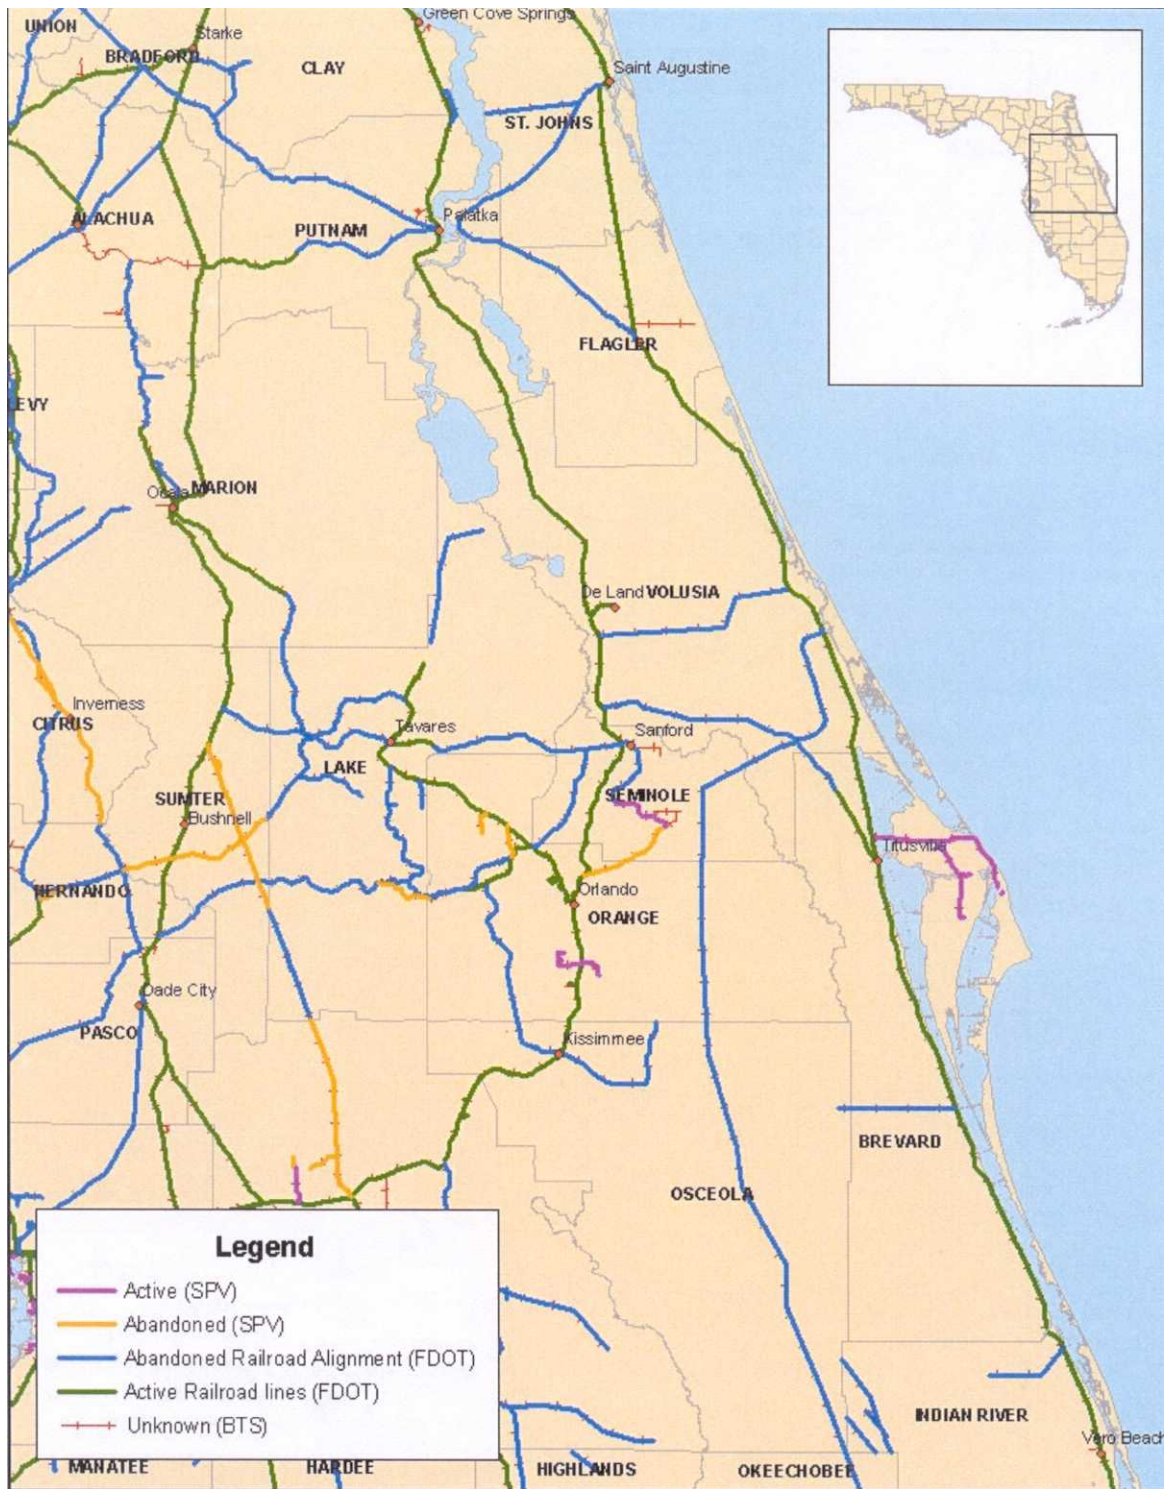 Green Cove Springs
UNION
Starke
BRADFORD
CLAY
Saint Augustine
ST. JOHNS
ALACHUA
PUTNAM
Palatka
FLAGLER
LEVY
Ocala
MARION
De Land
VOLUSIA
Inverness
CITRUS
Tavares
Sanford
LAKE
SUMTER
SEMINOLE
Bushnell
Titusville
HERNANDO
Orlando
ORANGE
Dade City
PASCO
Kissimmee
BREVARD
OSCEOLA
Legend
Active (SPV)
Abandoned (SPV)
Abandoned Railroad Alignment (FDOT)
Active Railroad lines (FDOT)
Unknown (BTS)
INDIAN RIVER
Vero Beach
MANATEE
HARDEE
HIGHLANDS
OKEECHOBEE